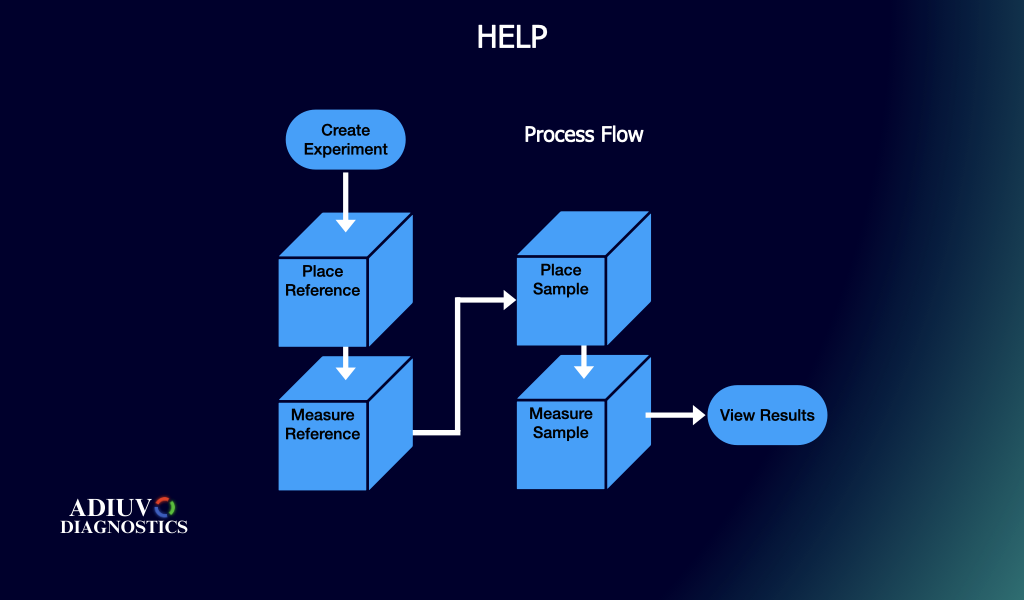 HELP
Process Flow
Create
Experiment
Place
Reference
Measure
Reference
Place
Sample
Measure
Sample
View Results
ADIUVO
DIAGNOSTICS